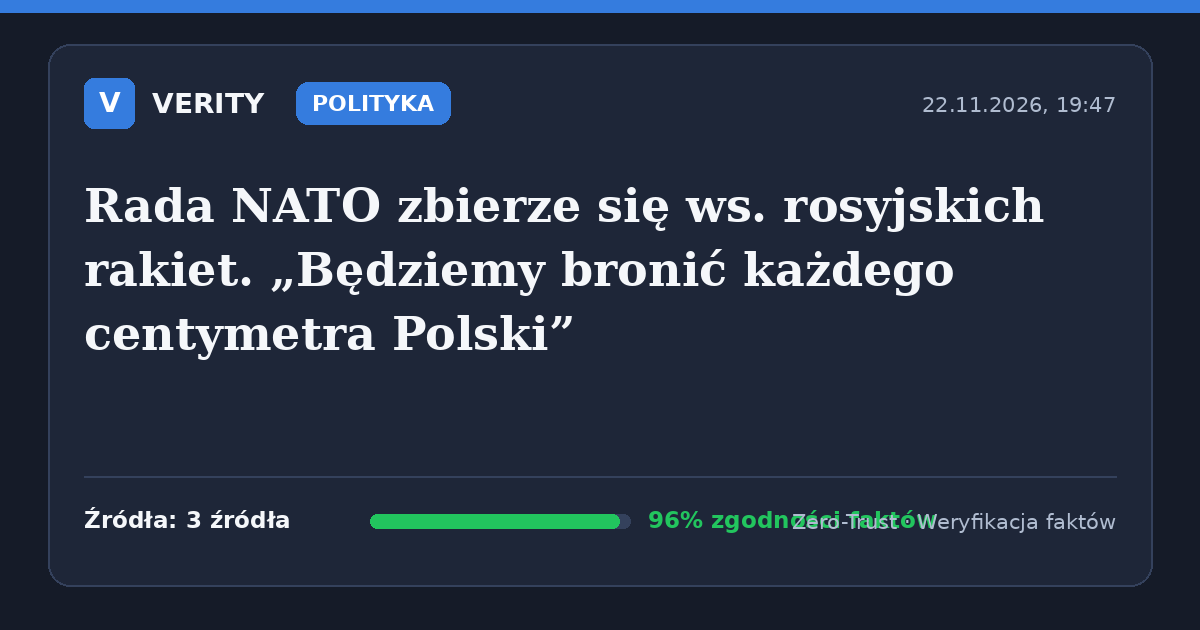 V VERITY POLITYKA 22.11.2026, 19:47
Rada NATO zbierze się ws. rosyjskich
rakiet. „Będziemy bronić każdego
centymetra Polski”
Źródła: 3 źródła 96% zgodności faktów Zero-Trust · Weryfikacja faktów